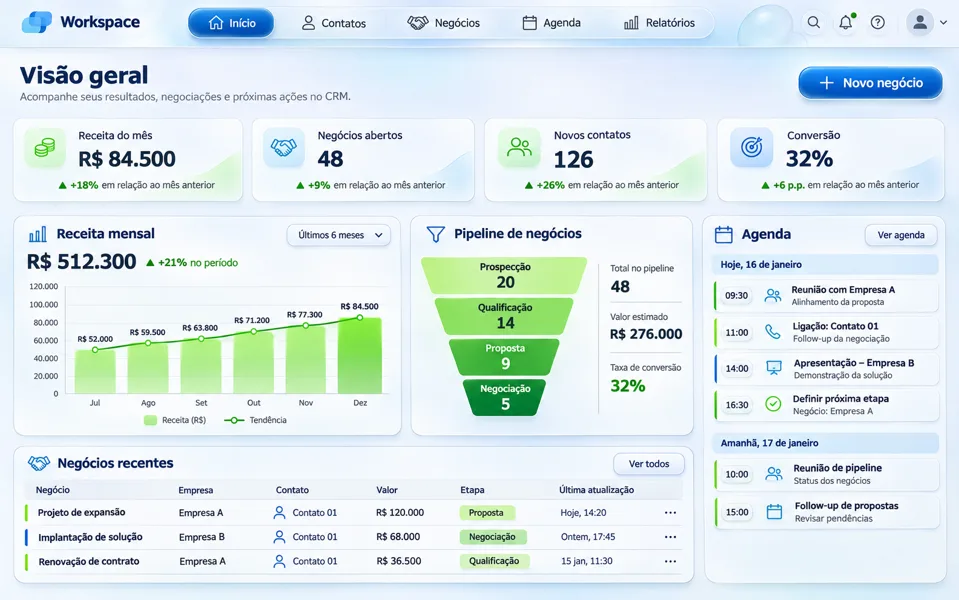 Workspace
Início
Contatos
Negócios
Agenda
Relatórios
Visão geral
Acompanhe seus resultados, negociações e próximas ações no CRM.
Novo negócio
Receita do mês
R$ 84.500
+18% em relação ao mês anterior
Negócios abertos
48
+9% em relação ao mês anterior
Novos contatos
126
+26% em relação ao mês anterior
Conversão
32%
+6 p.p. em relação ao mês anterior
Receita mensal
Últimos 6 meses
R$ 512.300
+21% no período
120.000
100.000
80.000
60.000
40.000
20.000
0
R$ 52.000
R$ 59.500
R$ 63.800
R$ 71.200
R$ 77.300
R$ 84.500
Jul
Ago
Set
Out
Nov
Dez
Receita (R$)
Tendência
Pipeline de negócios
Prospecção
20
Qualificação
14
Proposta
9
Negociação
5
Total no pipeline
48
Valor estimado
R$ 276.000
Taxa de conversão
32%
Agenda
Ver agenda
Hoje, 16 de janeiro
09:30
Reunião com Empresa A
Alinhamento da proposta
11:00
Ligação: Contato 01
Follow-up da negociação
14:00
Apresentação – Empresa B
Demonstração da solução
16:30
Definir próxima etapa
Negócio: Empresa A
Amanhã, 17 de janeiro
10:00
Reunião de pipeline
Status dos negócios
15:00
Follow-up de propostas
Revisar pendências
Negócios recentes
Ver todos
Negócio Empresa Contato Valor Etapa Última atualização
Projeto de expansão Empresa A Contato 01 R$ 120.000 Proposta Hoje, 14:20
Implantação de solução Empresa B Contato 01 R$ 68.000 Negociação Ontem, 17:45
Renovação de contrato Empresa A Contato 01 R$ 36.500 Qualificação 15 jan, 11:30